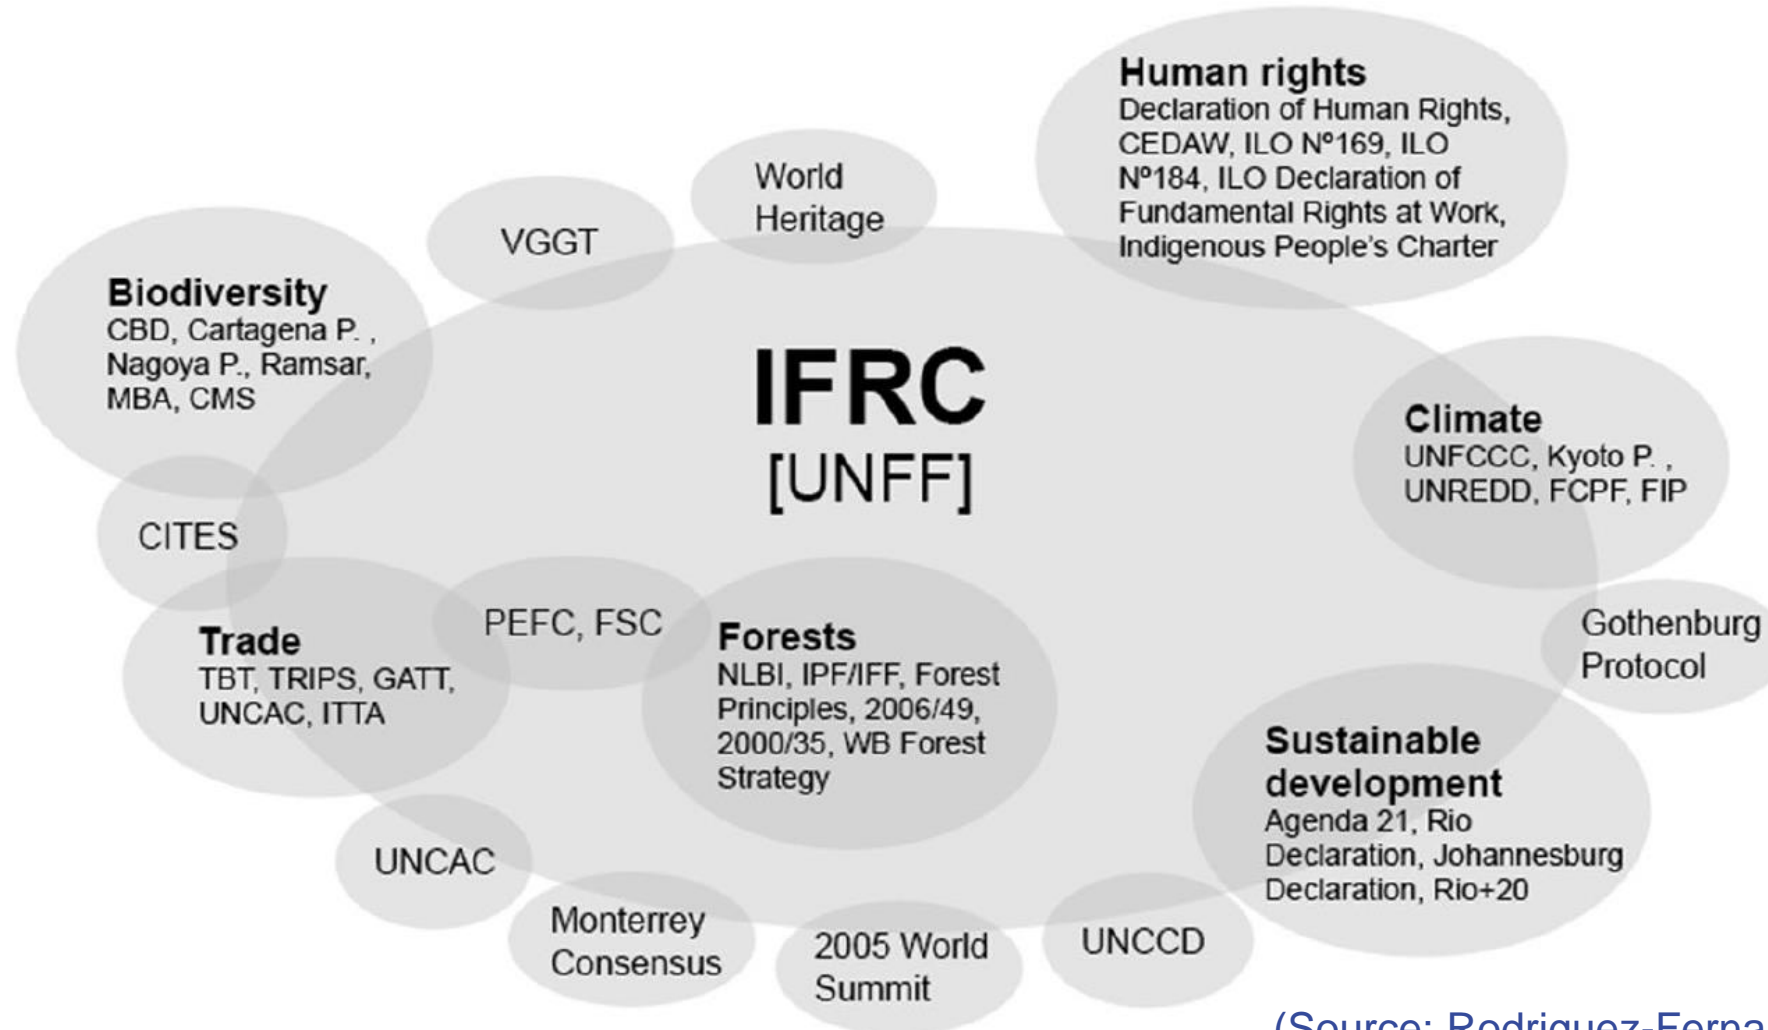 Human rights
Declaration of Human Rights,
CEDAW, ILO Nº169, ILO
Nº184, ILO Declaration of
Fundamental Rights at Work,
Indigenous People's Charter
World
Heritage
VGGT
Biodiversity
CBD, Cartagena P. ,
Nagoya P., Ramsar,
MBA, CMS
IFRC
[UNFF]
Climate
UNFCCC, Kyoto P. ,
UNREDD, FCPF, FIP
CITES
Trade
TBT, TRIPS, GATT,
UNCAC, ITTA
PEFC, FSC
Forests
NLBI, IPF/IFF, Forest
Principles, 2006/49,
2000/35, WB Forest
Strategy
Gothenburg
Protocol
Sustainable
development
Agenda 21, Rio
Declaration, Johannesburg
Declaration, Rio+20
UNCAC
Monterrey
Consensus
2005 World
Summit
UNCCD
(Source: Rodriguez-Ferna